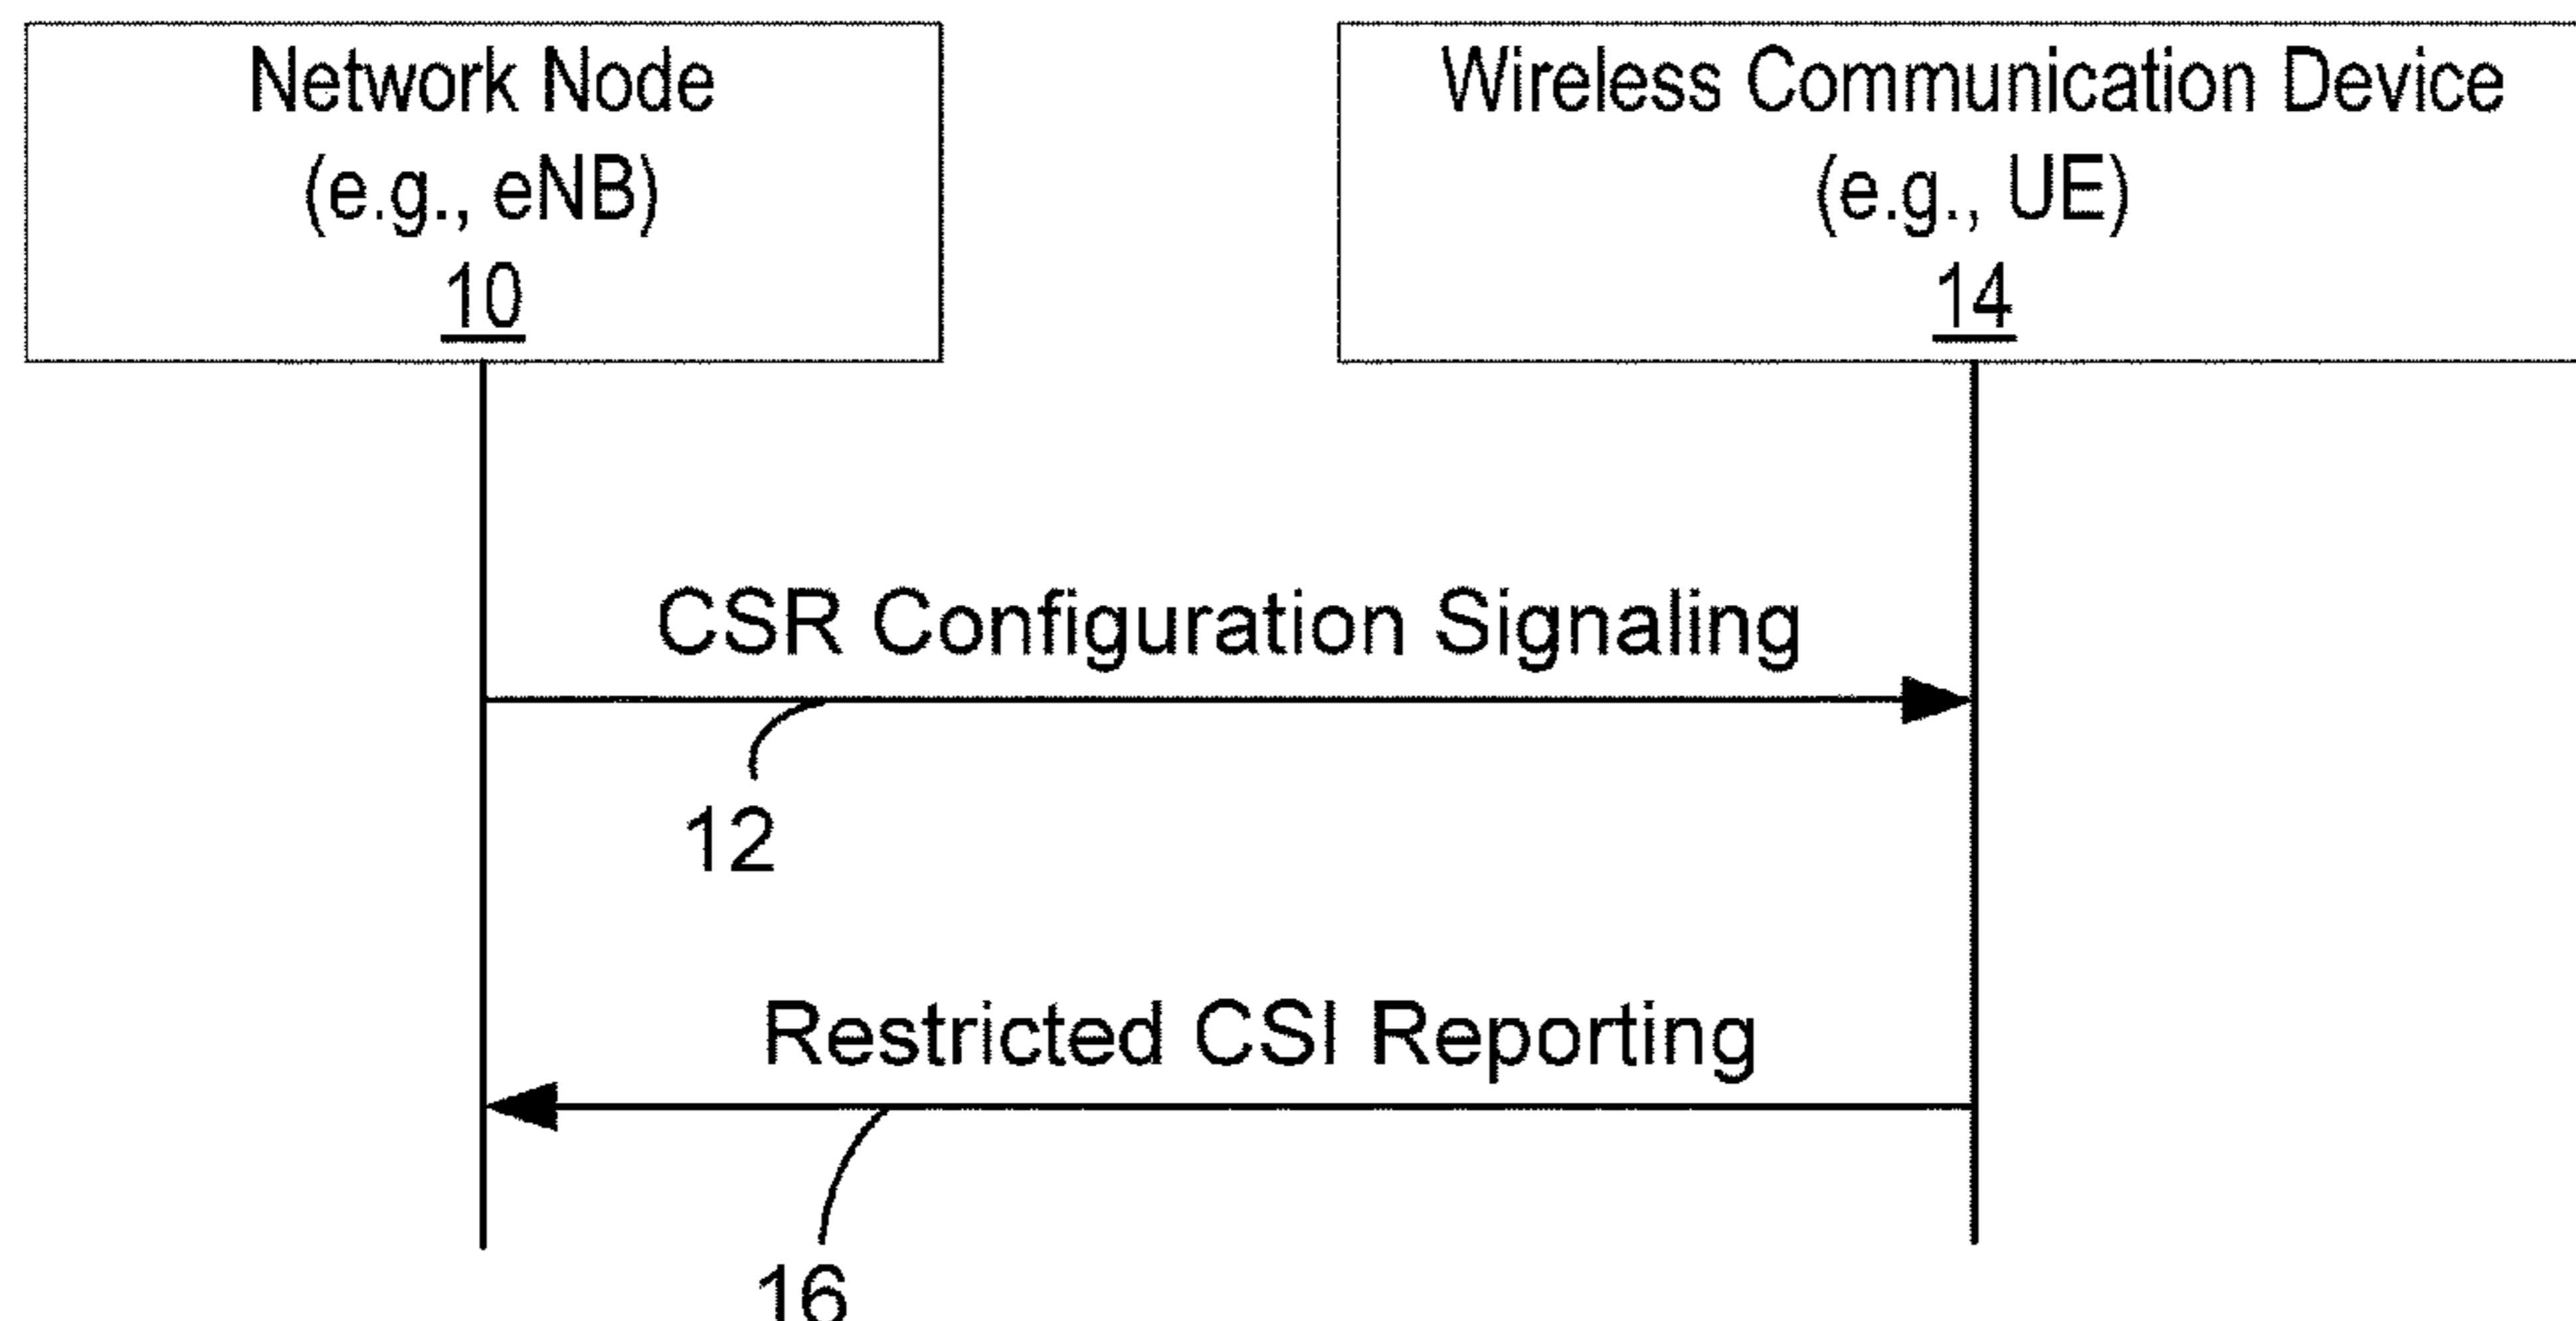 Network Node
(e.g., eNB)
10
Wireless Communication Device
(e.g., UE)
14
CSR Configuration Signaling
12
Restricted CSI Reporting
16